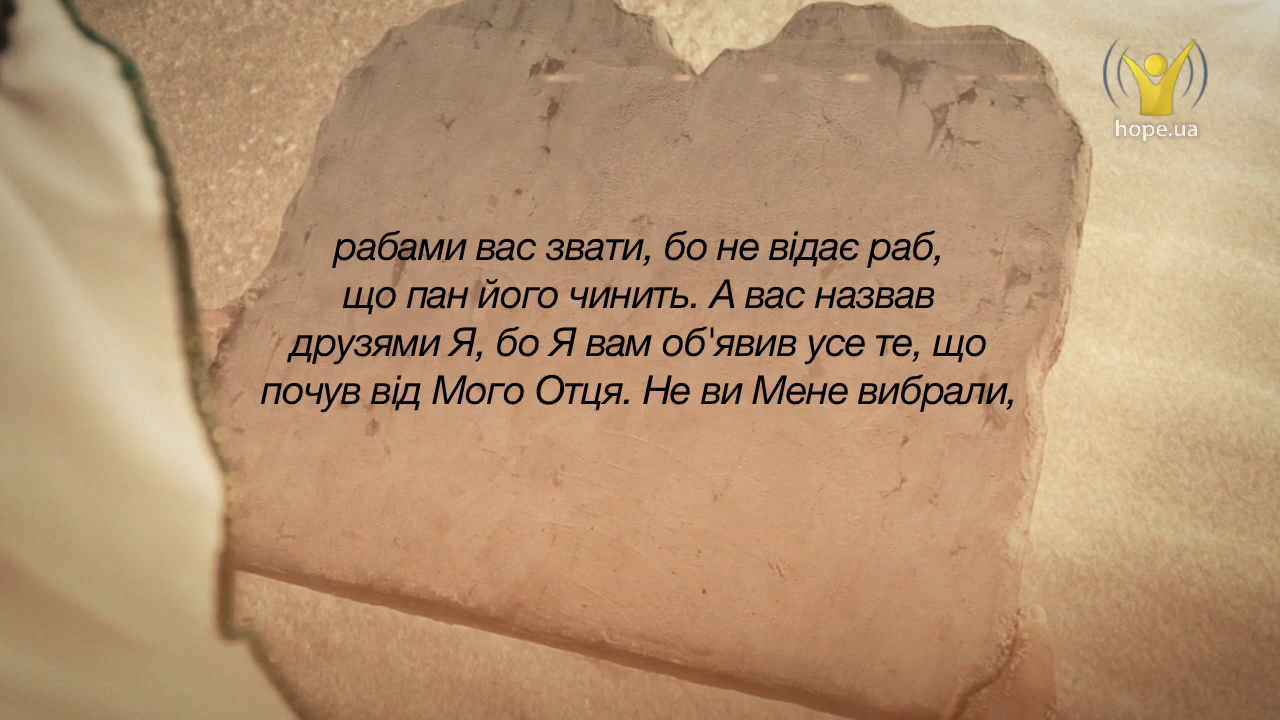 hope.ua
рабами вас звати, бо не відає раб,
що пан його чинить. А вас назвав
друзями Я, бо Я вам об'явив усе те, що
почув від Мого Отця. Не ви Мене вибрали,